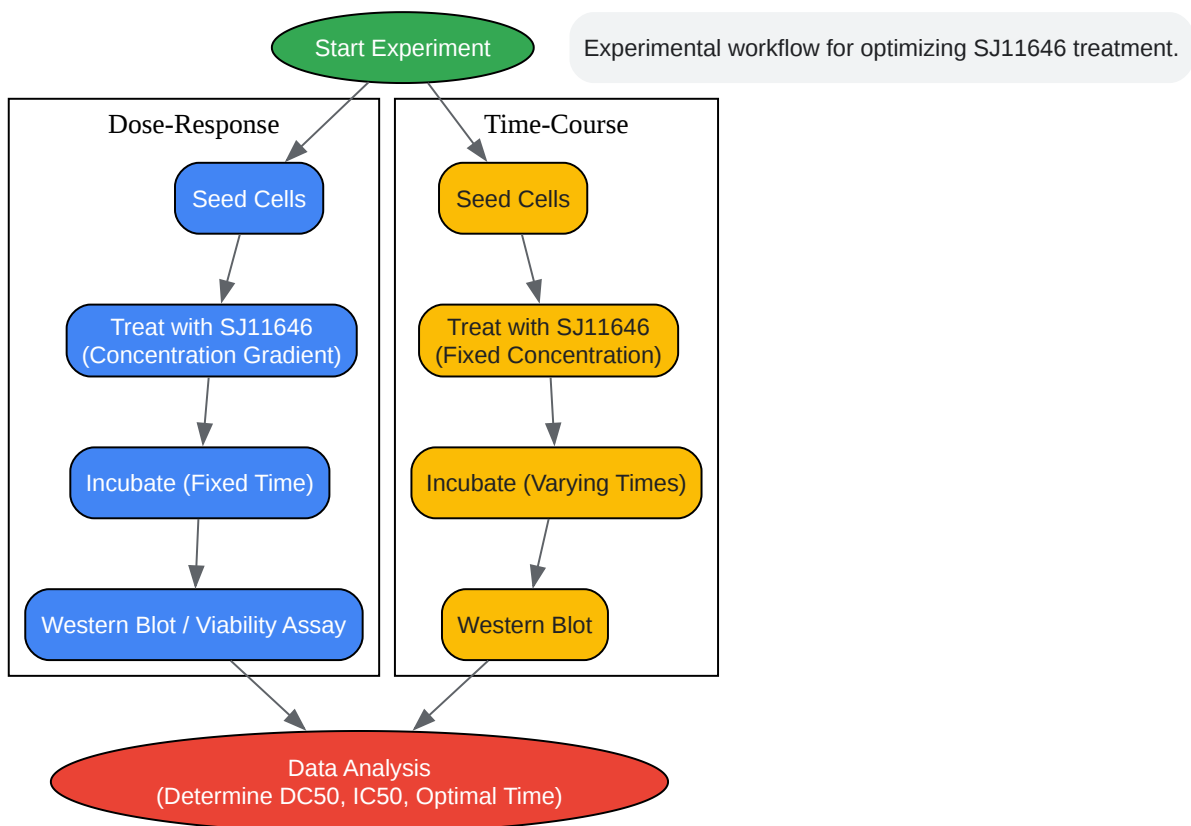 Start Experiment
Experimental workflow for optimizing SJ11646 treatment.
Dose-Response
Seed Cells
Treat with SJ11646
(Concentration Gradient)
Incubate (Fixed Time)
Western Blot / Viability Assay
Time-Course
Seed Cells
Treat with SJ11646
(Fixed Concentration)
Incubate (Varying Times)
Western Blot
Data Analysis
(Determine DC50, IC50, Optimal Time)